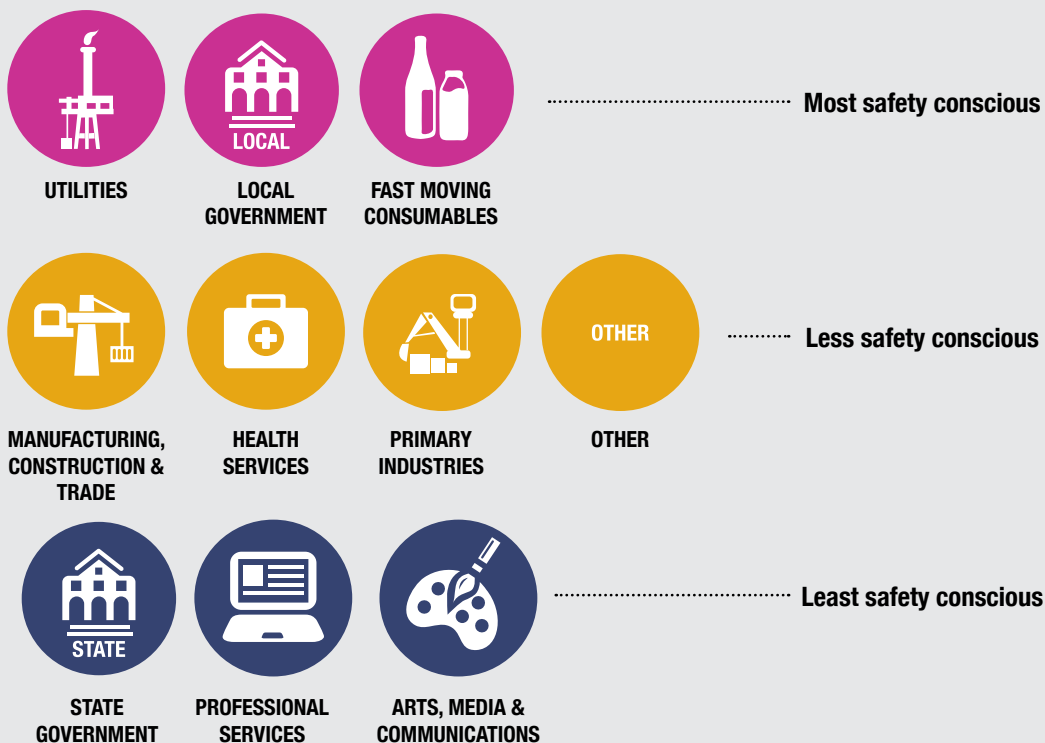 LOCAL
Most safety conscious
UTILITIES
LOCAL
GOVERNMENT
FAST MOVING
CONSUMABLES
OTHER
Less safety conscious
MANUFACTURING,
CONSTRUCTION &
TRADE
HEALTH
SERVICES
PRIMARY
INDUSTRIES
OTHER
STATE
Least safety conscious
STATE
GOVERNMENT
PROFESSIONAL
SERVICES
ARTS, MEDIA &
COMMUNICATIONS